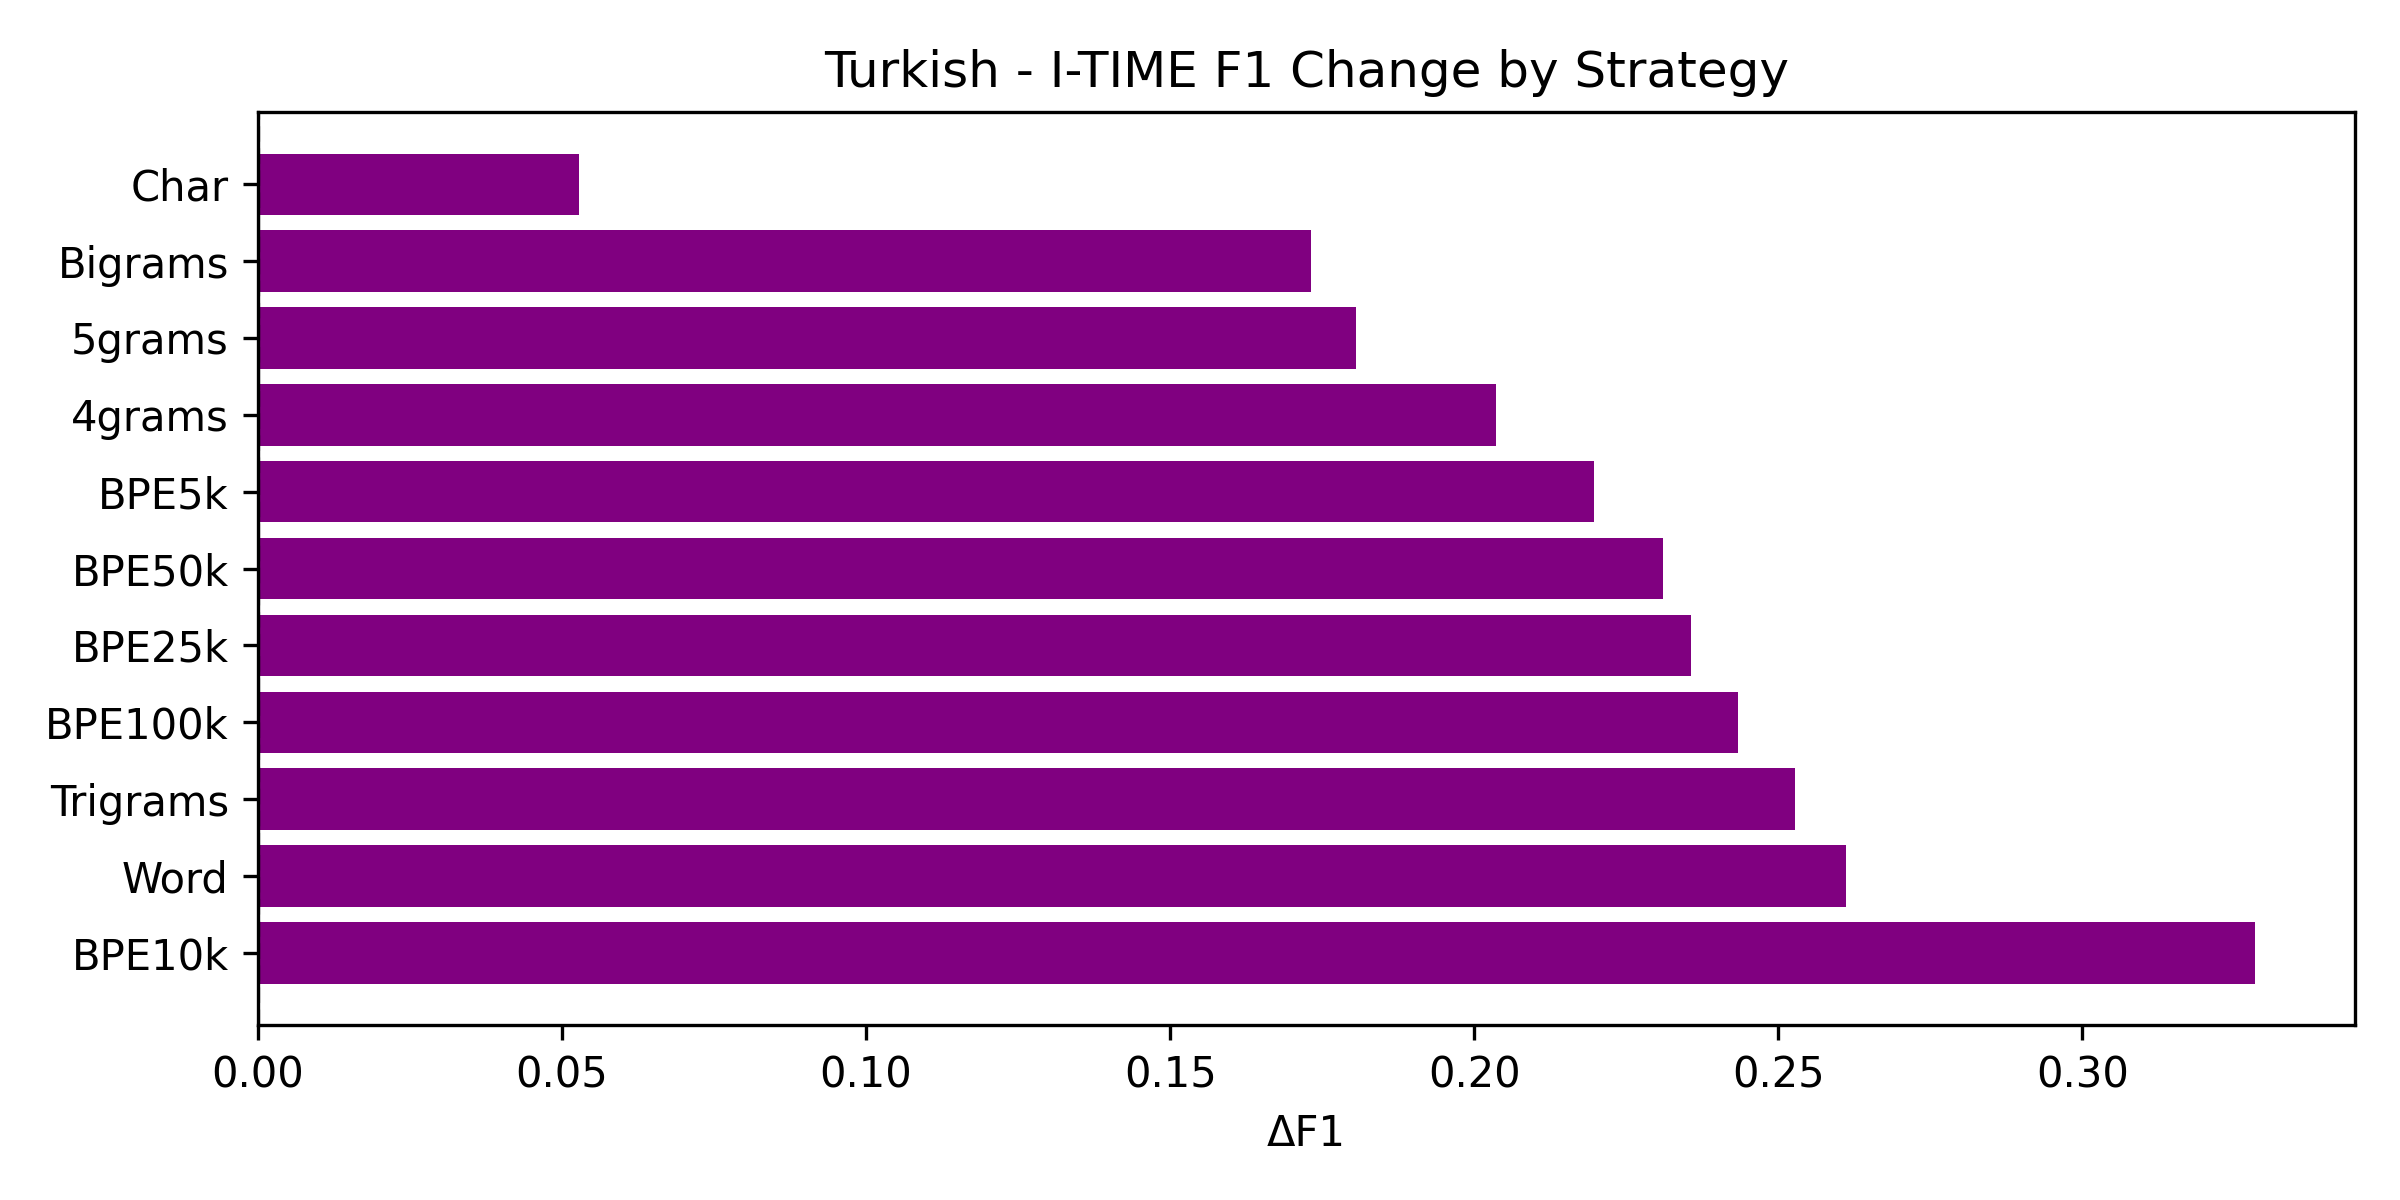 Turkish - I-TIME F1 Change by Strategy
Char
Bigrams
5grams
4grams
BPE5k
BPE50k
BPE25k
BPE100k
Trigrams
Word
BPE10k
0.00 0.05 0.10 0.15 0.20 0.25 0.30
ΔF1